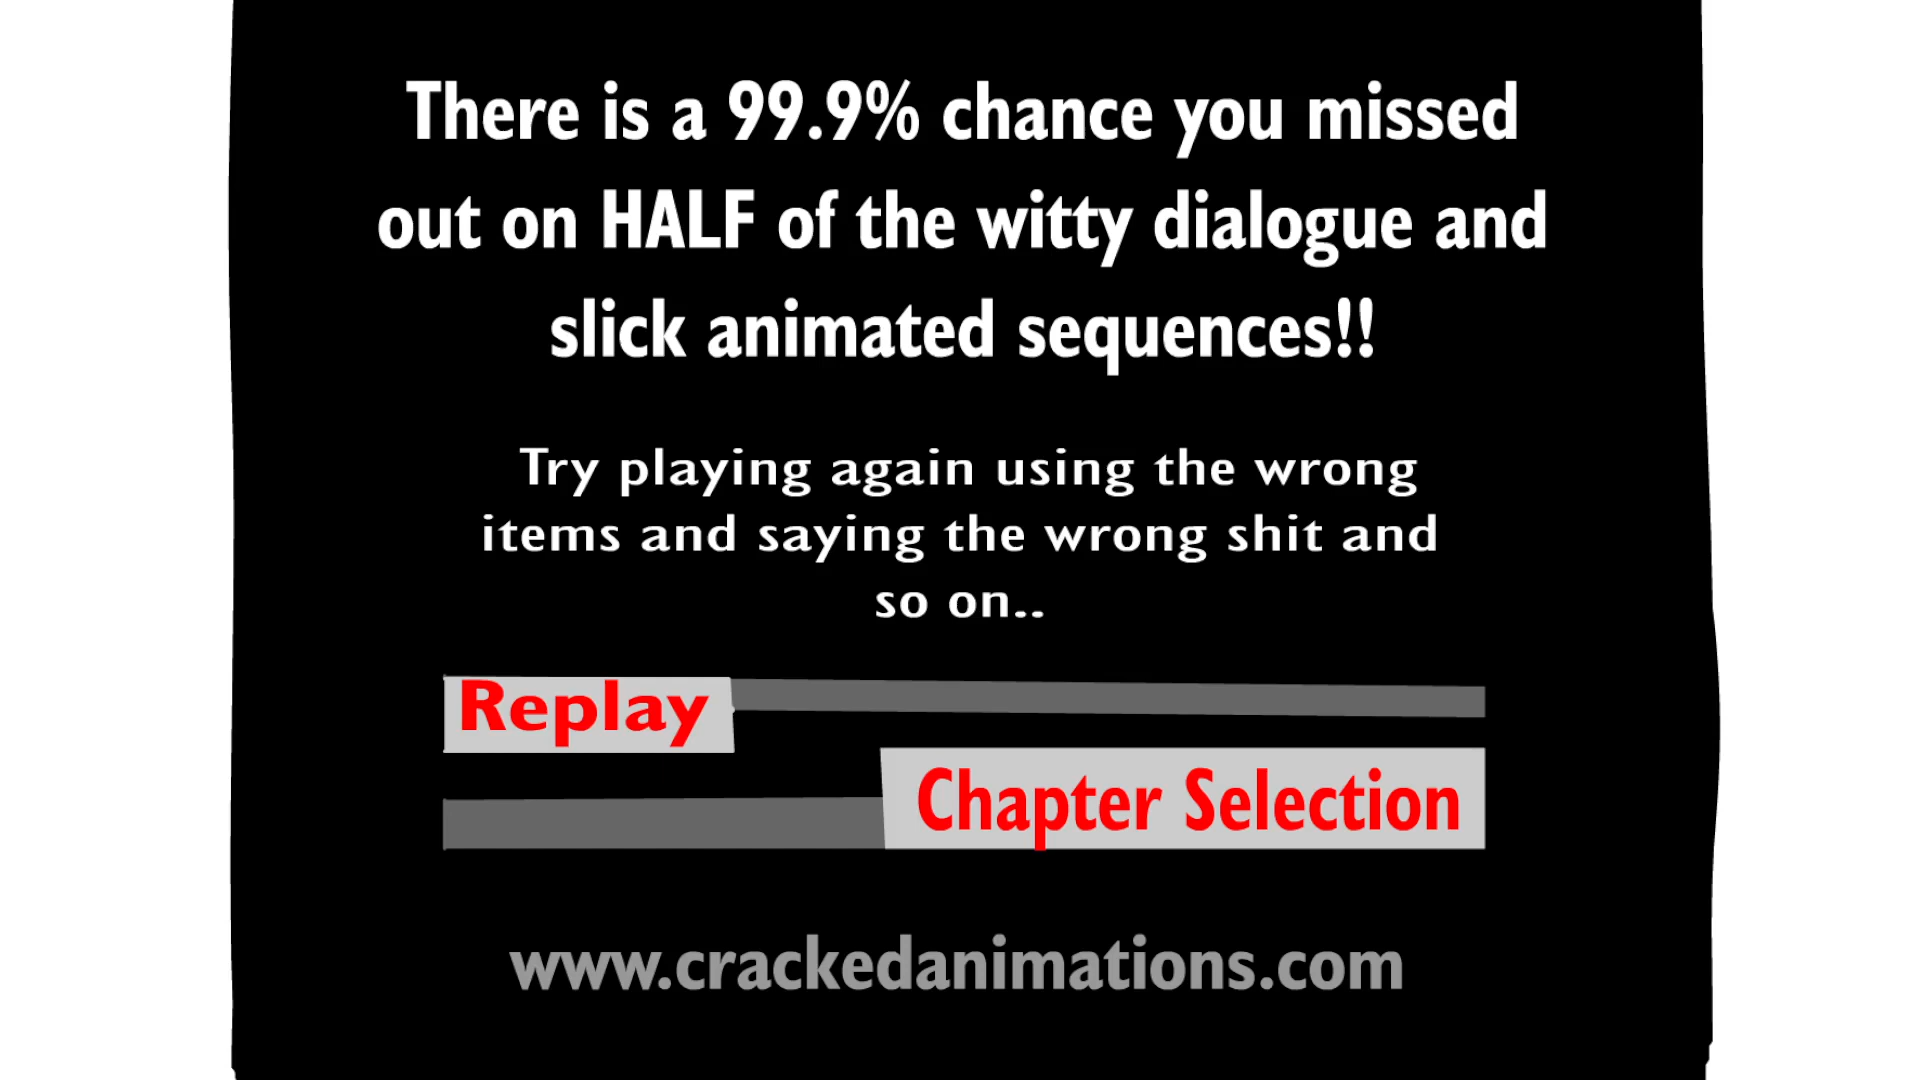 There is a 99.9% chance you missed
out on HALF of the witty dialogue and
slick animated sequences!!
Try playing again using the wrong
items and saying the wrong shit and
so on..
Replay
Chapter Selection
www.crackedanimations.com